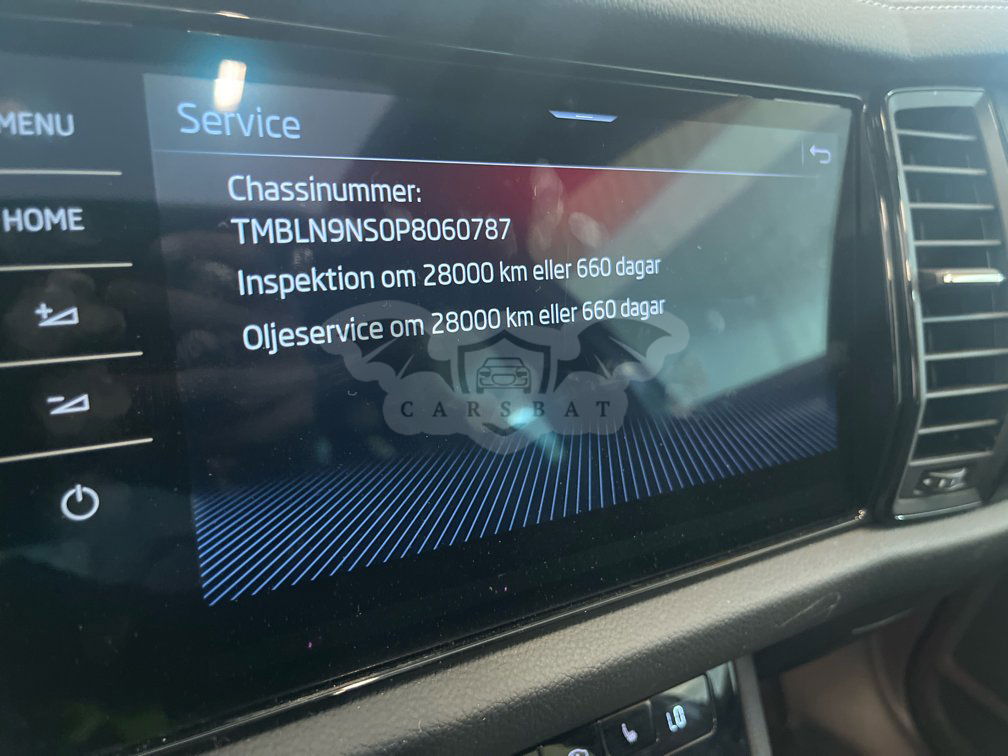 MENU
HOME
Service
Chassinummer:
TMBLN9NS0P8060787
Inspektion om 28000 km eller 660 dagar
Oljeservice om 28000 km eller 660 dagar
CARSBAT
LO